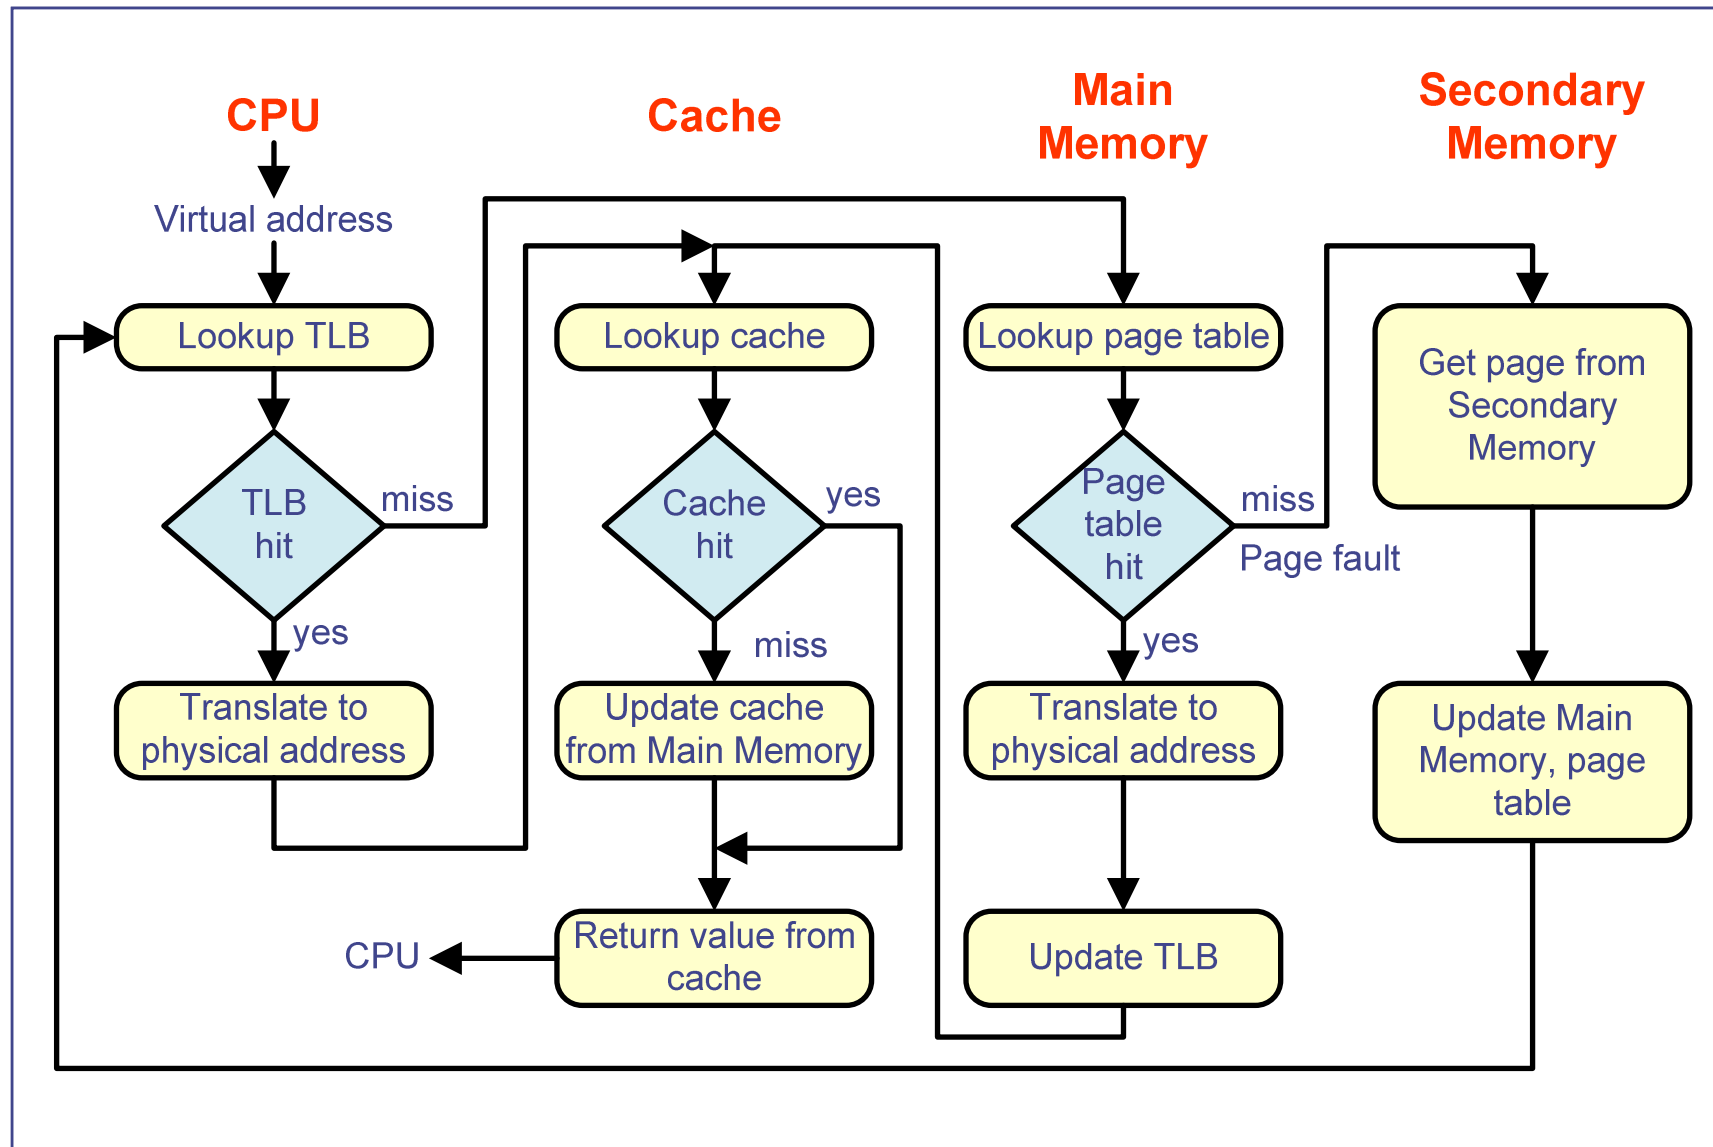 CPU
Virtual address
Lookup TLB
TLB
hit
miss
yes
Translate to
physical address
Cache
Lookup cache
Cache
hit
yes
miss
Update cache
from Main Memory
Return value from
cache
CPU
Main
Memory
Lookup page table
Page
table
hit
miss
Page fault
yes
Translate to
physical address
Update TLB
Secondary
Memory
Get page from
Secondary
Memory
Update Main
Memory, page
table